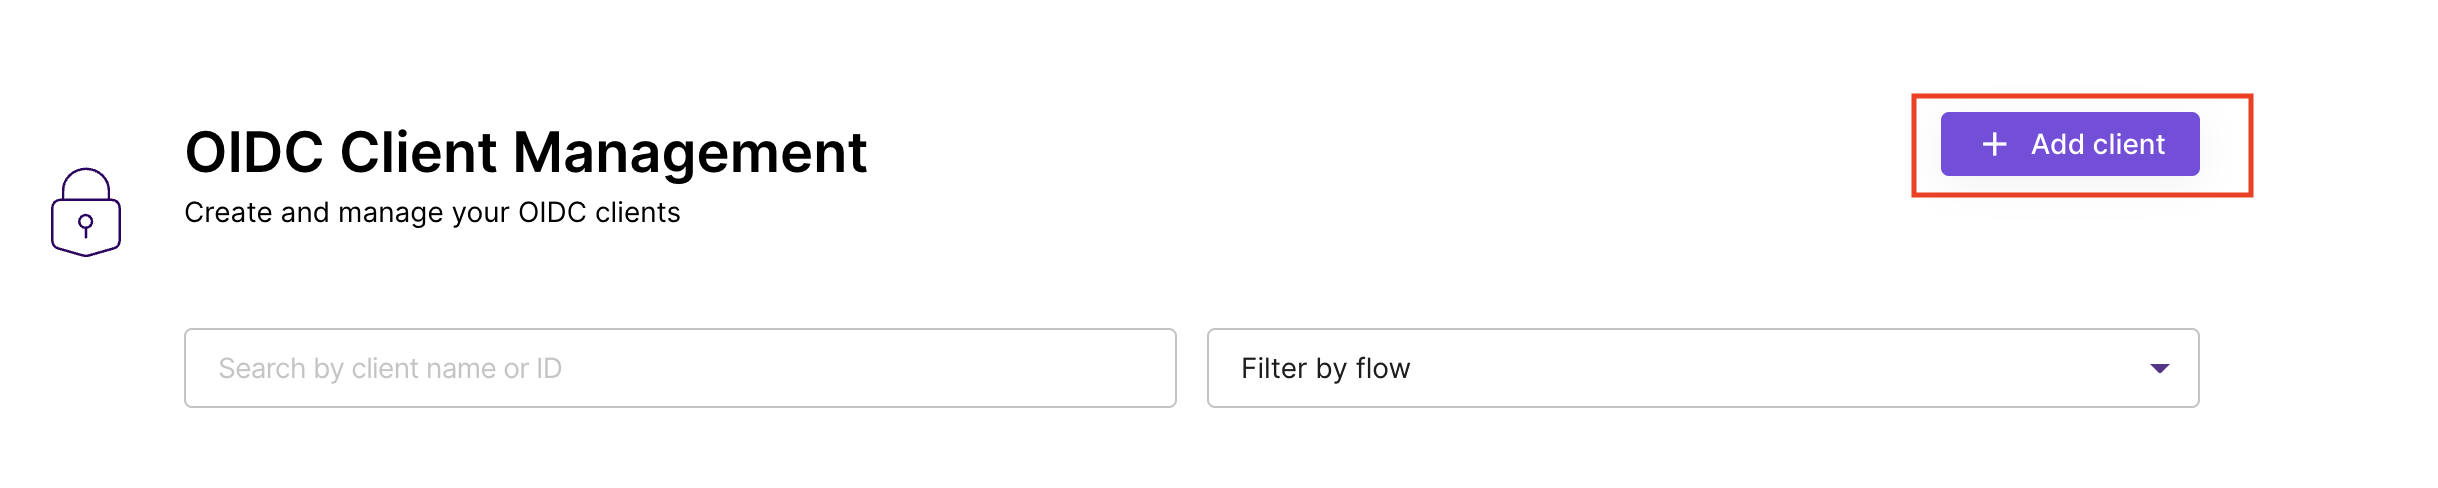 OIDC Client Management
Add client
Create and manage your OIDC clients
Search by client name or ID
Filter by flow